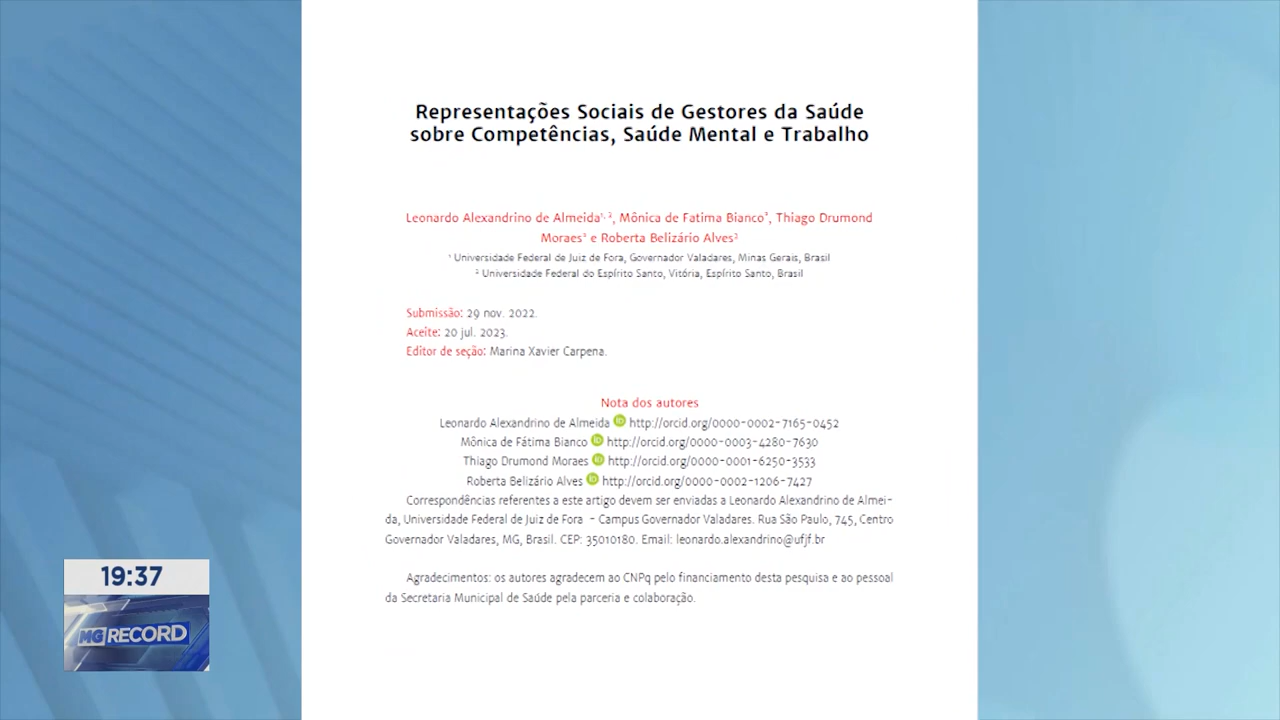 Representações Sociais de Gestores da Saúde
sobre Competências, Saúde Mental e Trabalho
Leonardo Alexandrino de Almeida¹, ², Mônica de Fatima Bianco², Thiago Drumond
Moraes² e Roberta Belizário Alves²
¹ Universidade Federal de Juiz de Fora, Governador Valadares, Minas Gerais, Brasil
² Universidade Federal do Espírito Santo, Vitória, Espírito Santo, Brasil
Submissão: 29 nov. 2022.
Aceite: 20 jul. 2023.
Editor de seção: Marina Xavier Carpena.
Nota dos autores
Leonardo Alexandrino de Almeida iD http://orcid.org/0000-0002-7165-0452
Mônica de Fátima Bianco iD http://orcid.org/0000-0003-4280-7630
Thiago Drumond Moraes iD http://orcid.org/0000-0001-6250-3533
Roberta Belizário Alves iD http://orcid.org/0000-0002-1206-7427
Correspondências referentes a este artigo devem ser enviadas a Leonardo Alexandrino de Almei-
da, Universidade Federal de Juiz de Fora - Campus Governador Valadares. Rua São Paulo, 745, Centro
Governador Valadares, MG, Brasil. CEP: 35010180. Email: leonardo.alexandrino@ufjf.br
Agradecimentos: os autores agradecem ao CNPq pelo financiamento desta pesquisa e ao pessoal
da Secretaria Municipal de Saúde pela parceria e colaboração.
19:37
MG RECORD